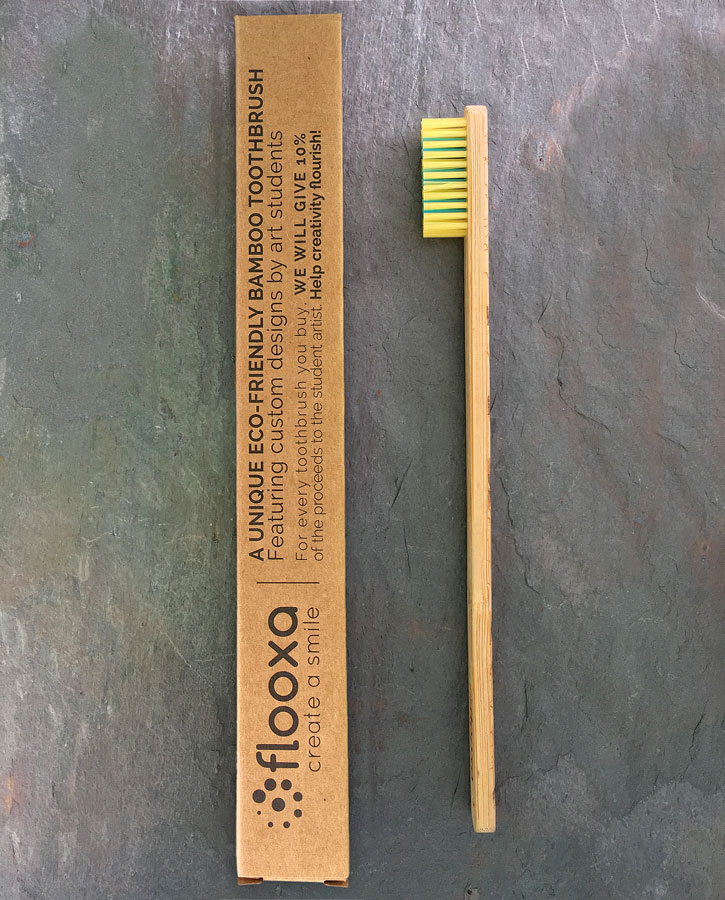 flooxa
create a smile
A UNIQUE ECO-FRIENDLY BAMBOO TOOTHBRUSH
Featuring custom designs by art students
For every toothbrush you buy, WE WILL GIVE 10%
of the proceeds to the student artist. Help creativity flourish!